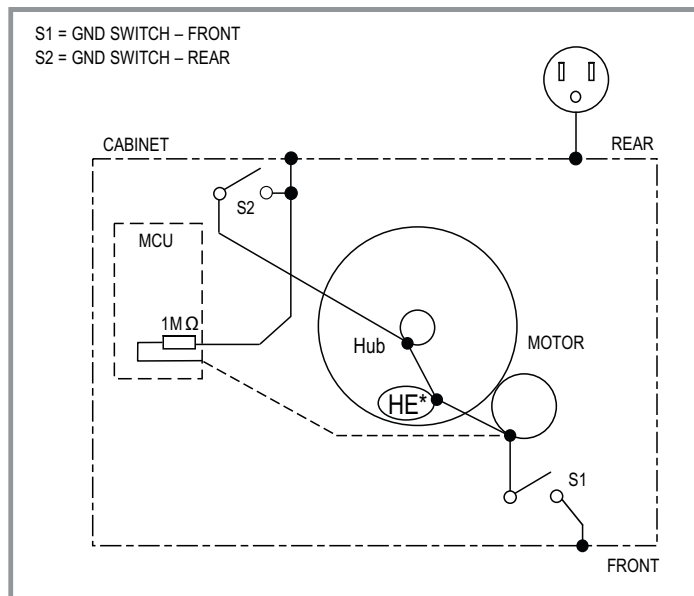 S1 = GND SWITCH – FRONT
S2 = GND SWITCH – REAR
CABINET
REAR
S2
MCU
1M Ω
Hub
MOTOR
HE*
S1
FRONT